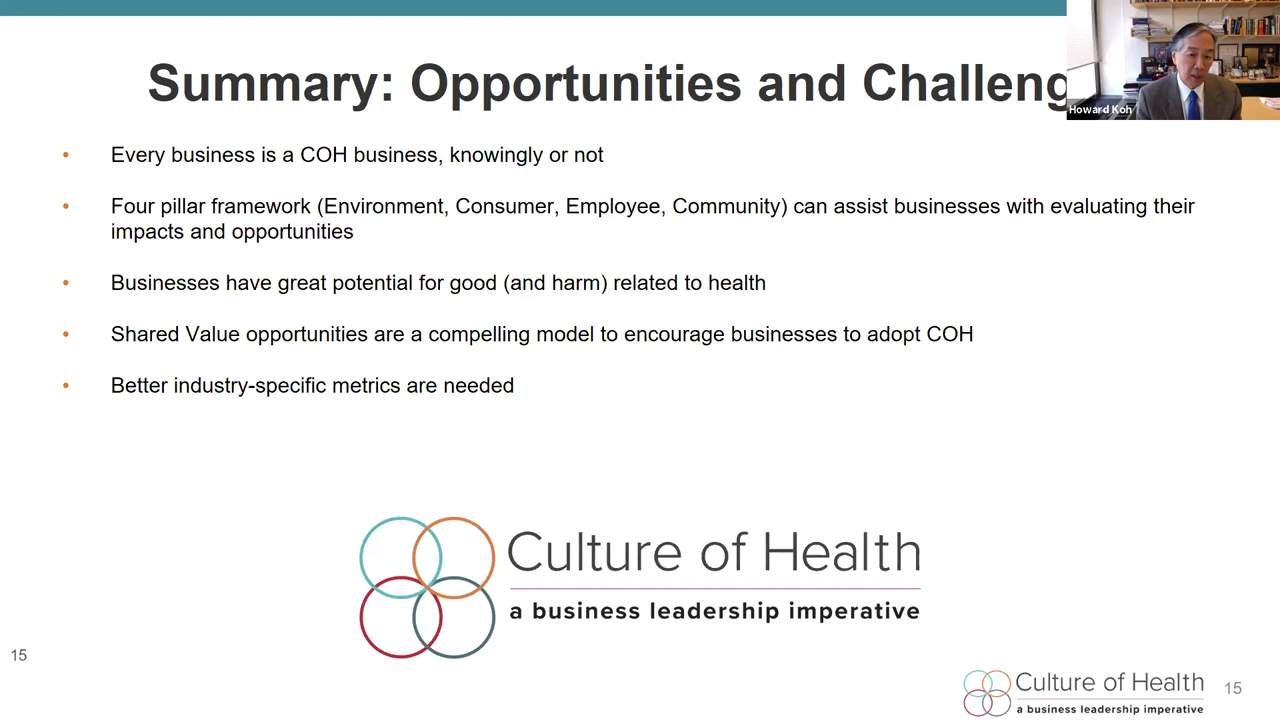 Summary: Opportunities and Challeng
Howard Koh
• Every business is a COH business, knowingly or not
• Four pillar framework (Environment, Consumer, Employee, Community) can assist businesses with evaluating their
impacts and opportunities
• Businesses have great potential for good (and harm) related to health
• Shared Value opportunities are a compelling model to encourage businesses to adopt COH
• Better industry-specific metrics are needed
Culture of Health
a business leadership imperative
15
Culture of Health
a business leadership imperative
15